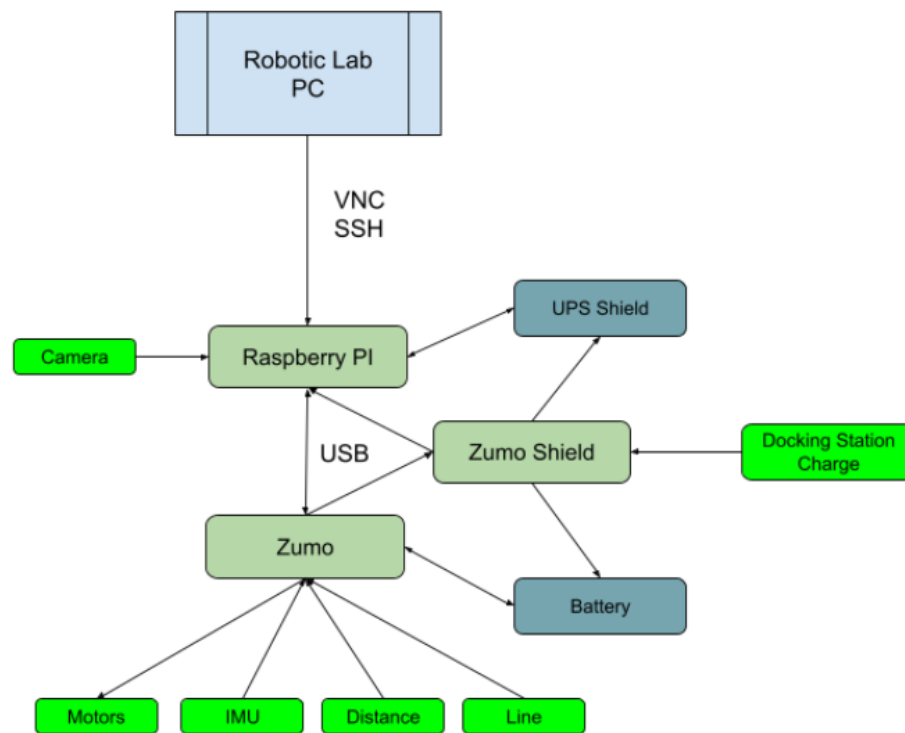 Robotic Lab
PC
VNC
SSH
UPS Shield
Camera
Raspberry PI
USB
Zumo Shield
Docking Station
Charge
Zumo
Battery
Motors
IMU
Distance
Line